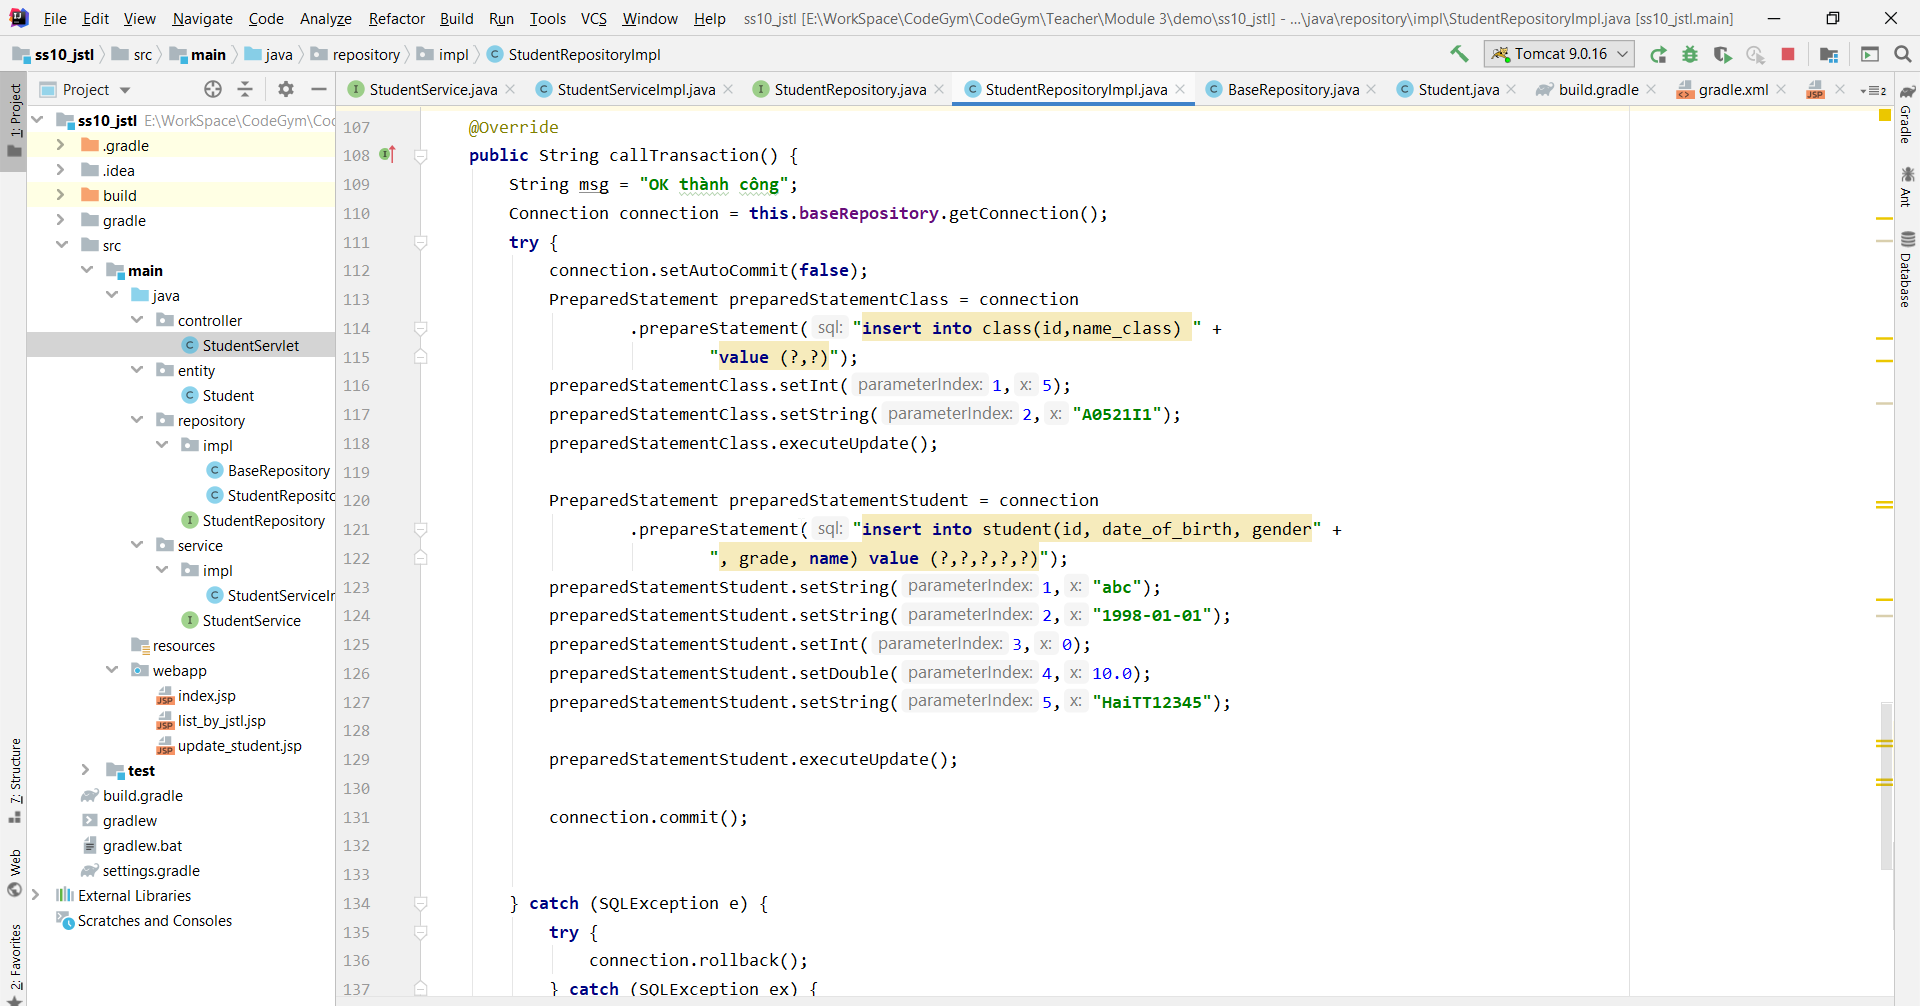 File Edit View Navigate Code Analyze Refactor Build Run Tools VCS Window Help ss10_jstl [E:\WorkSpace\CodeGym\CodeGym\Teacher\Module 3\demo\ss10_jstl] - ...\java\repository\impl\StudentRepositoryImpl.java [ss10_jstl.main]
ss10_jstl src main java repository impl StudentRepositoryImpl Tomcat 9.0.16
Project StudentService.java StudentServiceImpl.java StudentRepository.java StudentRepositoryImpl.java BaseRepository.java Student.java build.gradle gradle.xml 2
1: Project
7: Structure
Web
2: Favorites
ss10_jstl E:\WorkSpace\CodeGym\Co
.gradle
.idea
build
gradle
src
main
java
controller
StudentServlet
entity
Student
repository
impl
BaseRepository
StudentReposito
StudentRepository
service
impl
StudentServiceIr
StudentService
resources
webapp
index.jsp
list_by_jstl.jsp
update_student.jsp
test
build.gradle
gradlew
gradlew.bat
settings.gradle
External Libraries
Scratches and Consoles
107 @Override
108 public String callTransaction() {
109 String msg = "OK thành công";
110 Connection connection = this.baseRepository.getConnection();
111 try {
112 connection.setAutoCommit(false);
113 PreparedStatement preparedStatementClass = connection
114 .prepareStatement( sql: "insert into class(id,name_class) " +
115 "value (?,?)");
116 preparedStatementClass.setInt( parameterIndex: 1, x: 5);
117 preparedStatementClass.setString( parameterIndex: 2, x: "A0521I1");
118 preparedStatementClass.executeUpdate();
119
120 PreparedStatement preparedStatementStudent = connection
121 .prepareStatement( sql: "insert into student(id, date_of_birth, gender" +
122 ", grade, name) value (?,?,?,?,?)");
123 preparedStatementStudent.setString( parameterIndex: 1, x: "abc");
124 preparedStatementStudent.setString( parameterIndex: 2, x: "1998-01-01");
125 preparedStatementStudent.setInt( parameterIndex: 3, x: 0);
126 preparedStatementStudent.setDouble( parameterIndex: 4, x: 10.0);
127 preparedStatementStudent.setString( parameterIndex: 5, x: "HaiTT12345");
128
129 preparedStatementStudent.executeUpdate();
130
131 connection.commit();
132
133
134 } catch (SQLException e) {
135 try {
136 connection.rollback();
137 } catch (SQLException ex) {
Gradle
Ant
Database